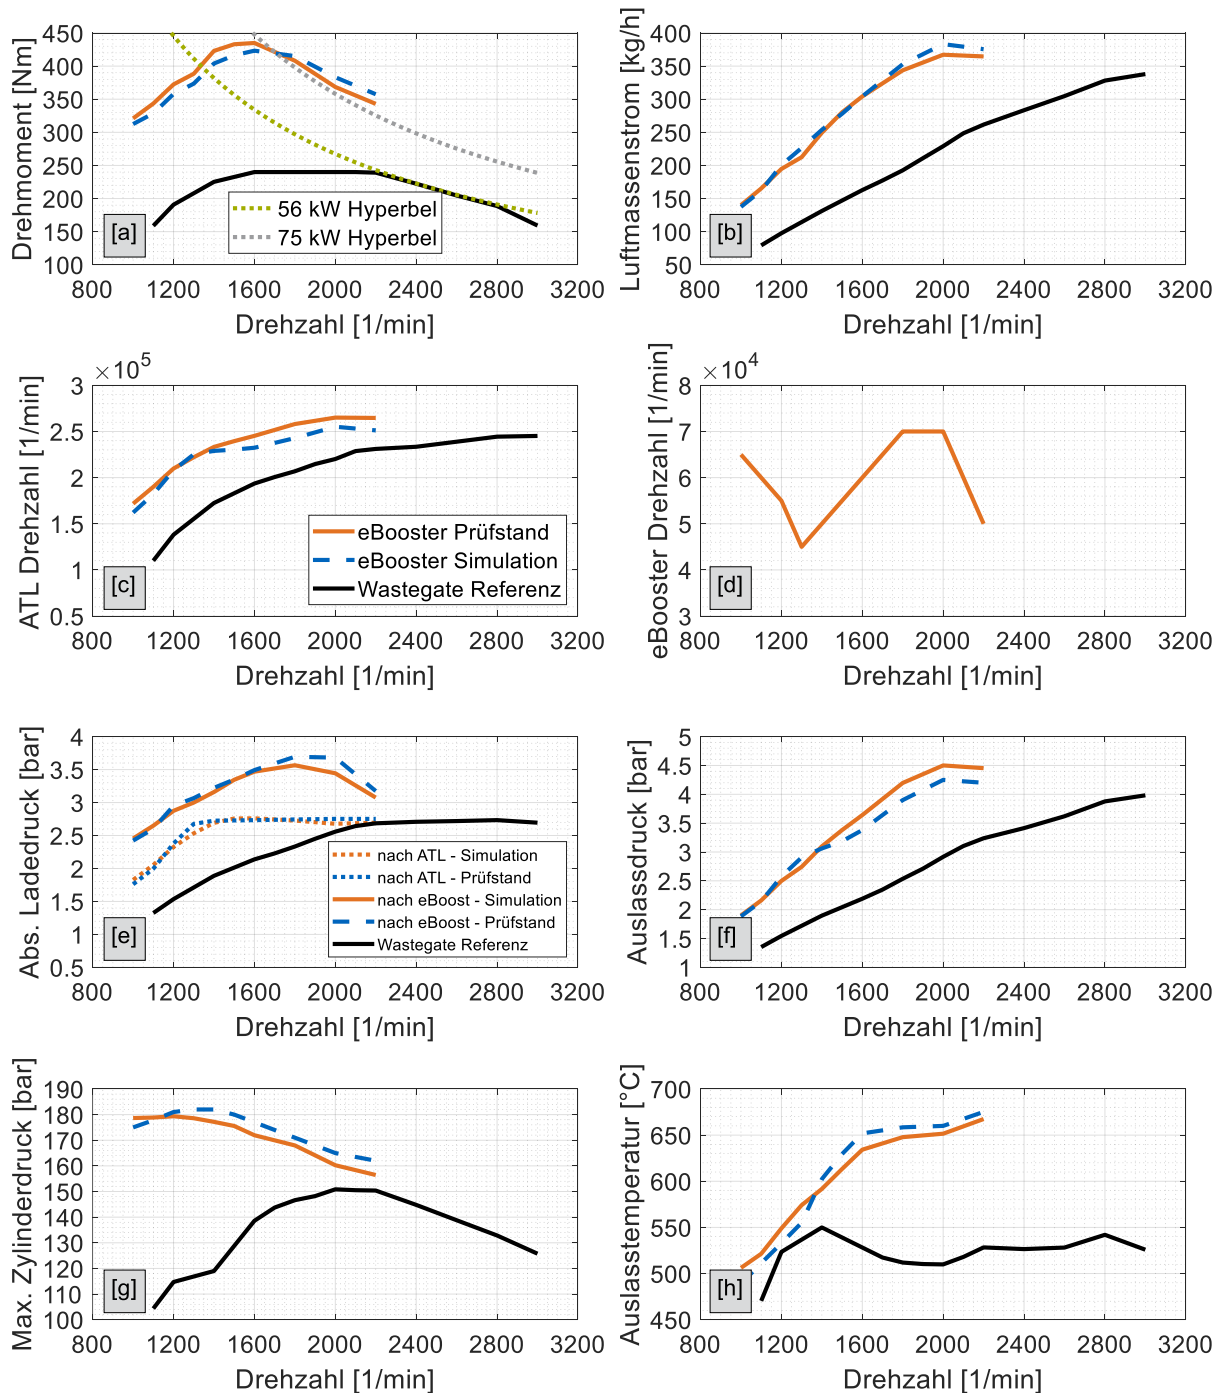 450
400
350
300
250
200
150
100
Drehmoment [Nm]
[a]
56 kW Hyperbel
75 kW Hyperbel
800 1200 1600 2000 2400 2800 3200
Drehzahl [1/min]
400
350
300
250
200
150
100
50
Luftmassenstrom [kg/h]
[b]
800 1200 1600 2000 2400 2800 3200
Drehzahl [1/min]
×10⁵
3
2.5
2
1.5
1
0.5
ATL Drehzahl [1/min]
[c]
eBooster Prüfstand
eBooster Simulation
Wastegate Referenz
800 1200 1600 2000 2400 2800 3200
Drehzahl [1/min]
×10⁴
8
7
6
5
4
3
eBooster Drehzahl [1/min]
[d]
800 1200 1600 2000 2400 2800 3200
Drehzahl [1/min]
4
3.5
3
2.5
2
1.5
1
0.5
Abs. Ladedruck [bar]
[e]
nach ATL - Simulation
nach ATL - Prüfstand
nach eBoost - Simulation
nach eBoost - Prüfstand
Wastegate Referenz
800 1200 1600 2000 2400 2800 3200
Drehzahl [1/min]
5
4.5
4
3.5
3
2.5
2
1.5
1
Auslassdruck [bar]
[f]
800 1200 1600 2000 2400 2800 3200
Drehzahl [1/min]
190
180
170
160
150
140
130
120
110
100
Max. Zylinderdruck [bar]
[g]
800 1200 1600 2000 2400 2800 3200
Drehzahl [1/min]
700
650
600
550
500
450
Auslasstemperatur [°C]
[h]
800 1200 1600 2000 2400 2800 3200
Drehzahl [1/min]